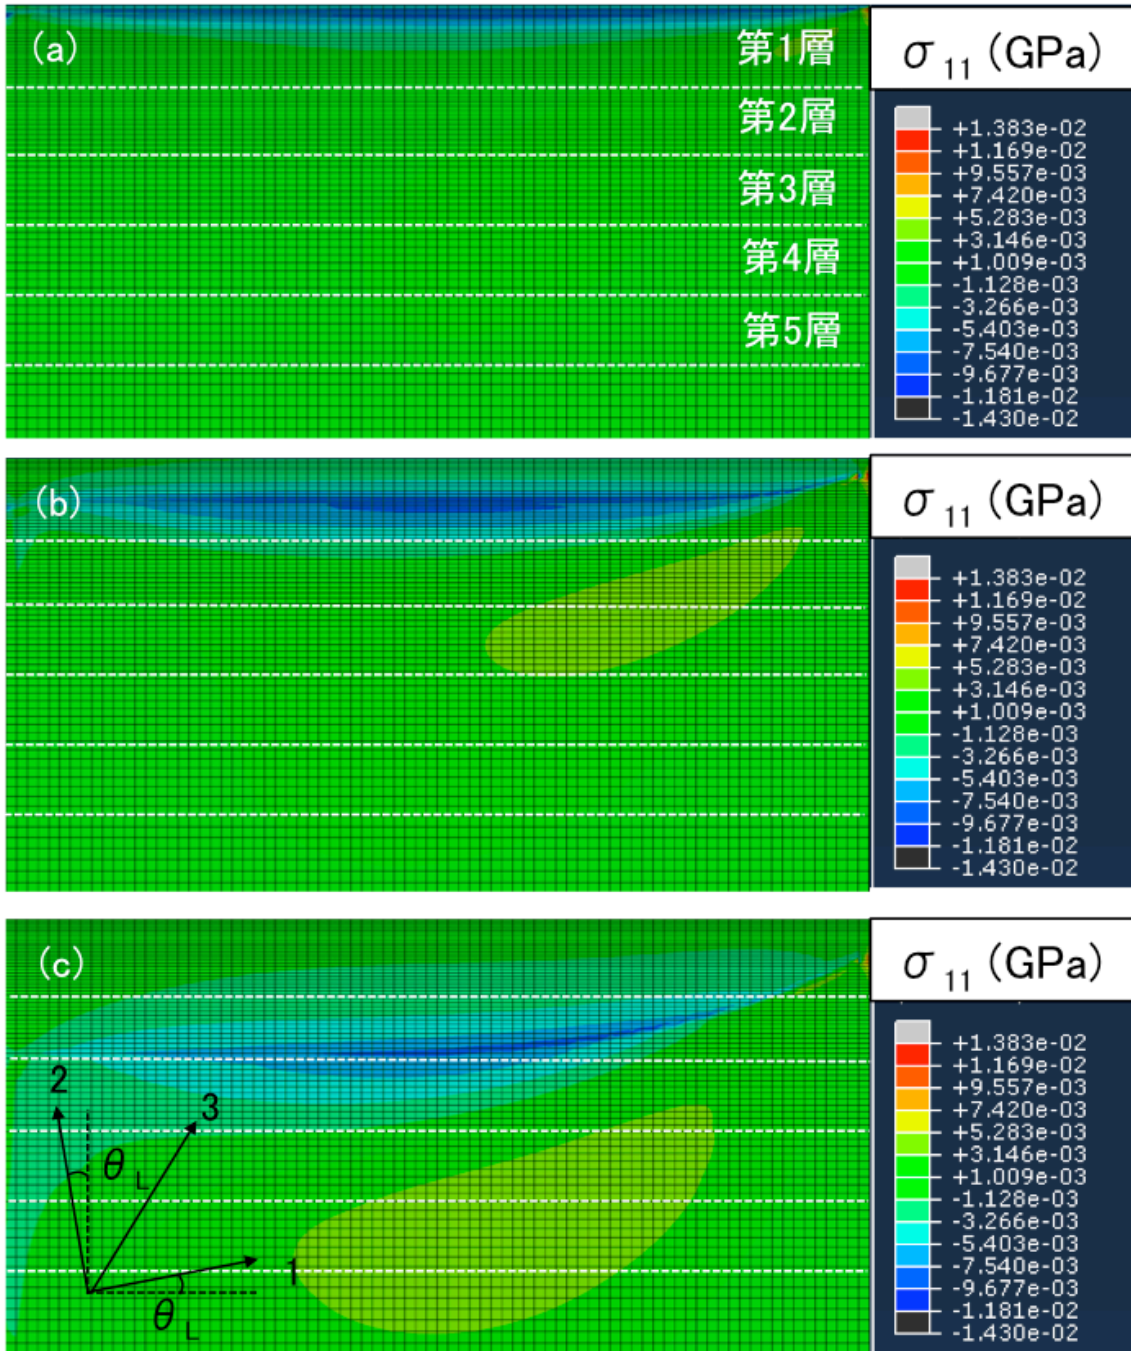 (a)
第1層
第2層
第3層
第4層
第5層
σ 11 (GPa)
+1.383e-02
+1.169e-02
+9.557e-03
+7.420e-03
+5.283e-03
+3.146e-03
+1.009e-03
-1.128e-03
-3.266e-03
-5.403e-03
-7.540e-03
-9.677e-03
-1.181e-02
-1.430e-02
(b)
σ 11 (GPa)
+1.383e-02
+1.169e-02
+9.557e-03
+7.420e-03
+5.283e-03
+3.146e-03
+1.009e-03
-1.128e-03
-3.266e-03
-5.403e-03
-7.540e-03
-9.677e-03
-1.181e-02
-1.430e-02
(c)
2
3
θ L
1
θ L
σ 11 (GPa)
+1.383e-02
+1.169e-02
+9.557e-03
+7.420e-03
+5.283e-03
+3.146e-03
+1.009e-03
-1.128e-03
-3.266e-03
-5.403e-03
-7.540e-03
-9.677e-03
-1.181e-02
-1.430e-02